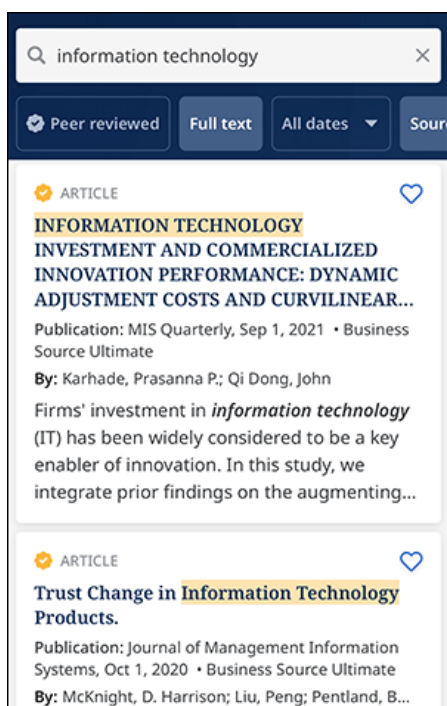 information technology
Peer reviewed
Full text
All dates
ARTICLE
INFORMATION TECHNOLOGY
INVESTMENT AND COMMERCIALIZED
INNOVATION PERFORMANCE: DYNAMIC
ADJUSTMENT COSTS AND CURVILINEAR...
Publication: MIS Quarterly, Sep 1, 2021 • Business
Source Ultimate
By: Karhade, Prasanna P.; Qi Dong, John
Firms' investment in information technology
(IT) has been widely considered to be a key
enabler of innovation. In this study, we
integrate prior findings on the augmenting...
ARTICLE
Trust Change in Information Technology
Products.
Publication: Journal of Management Information
Systems, Oct 1, 2020 • Business Source Ultimate
By: McKnight, D. Harrison; Liu, Peng; Pentland, B...